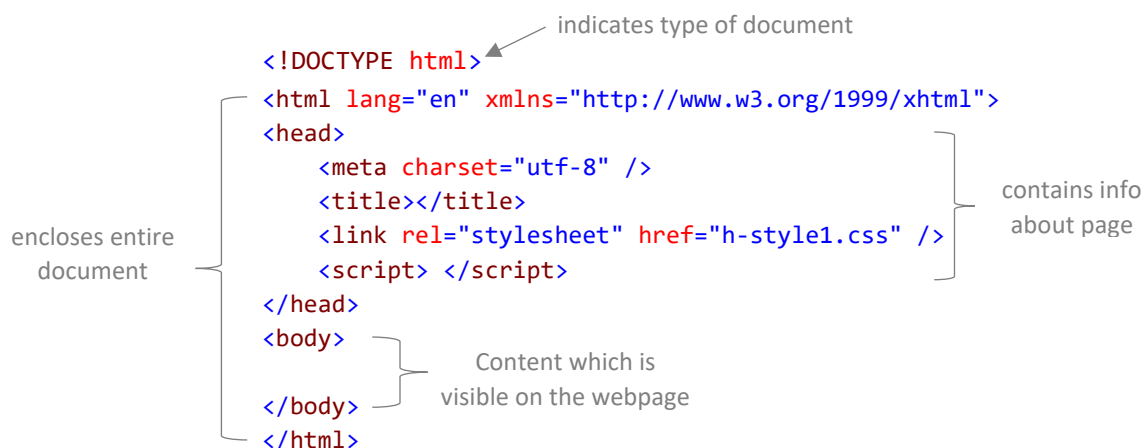 indicates type of document
<!DOCTYPE html>
<html lang="en" xmlns="http://www.w3.org/1999/xhtml">
<head>
<meta charset="utf-8" />
<title></title>
<link rel="stylesheet" href="h-style1.css" />
<script> </script>
</head>
<body>
</body>
</html>
encloses entire
document
contains info
about page
Content which is
visible on the webpage